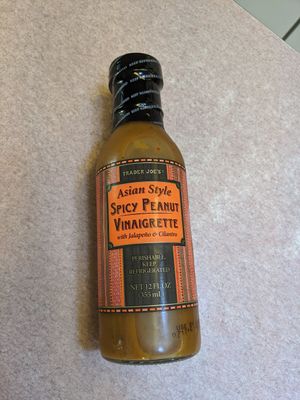 TRADER JOE'S
Asian Style
SPICY PEANUT
VINAIGRETTE
with Jalapeño & Cilantro
PERISHABLE
KEEP
REFRIGERATED
NET 12 FL OZ
355 mL